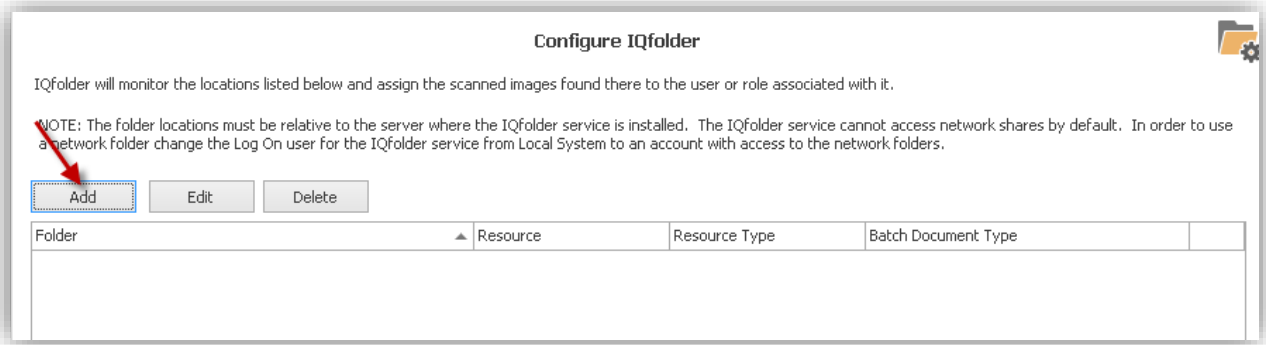 Configure IQfolder
IQfolder will monitor the locations listed below and assign the scanned images found there to the user or role associated with it.
NOTE: The folder locations must be relative to the server where the IQfolder service is installed.  The IQfolder service cannot access network shares by default.  In order to use
a network folder change the Log On user for the IQfolder service from Local System to an account with access to the network folders.
Add Edit Delete
Folder Resource Resource Type Batch Document Type